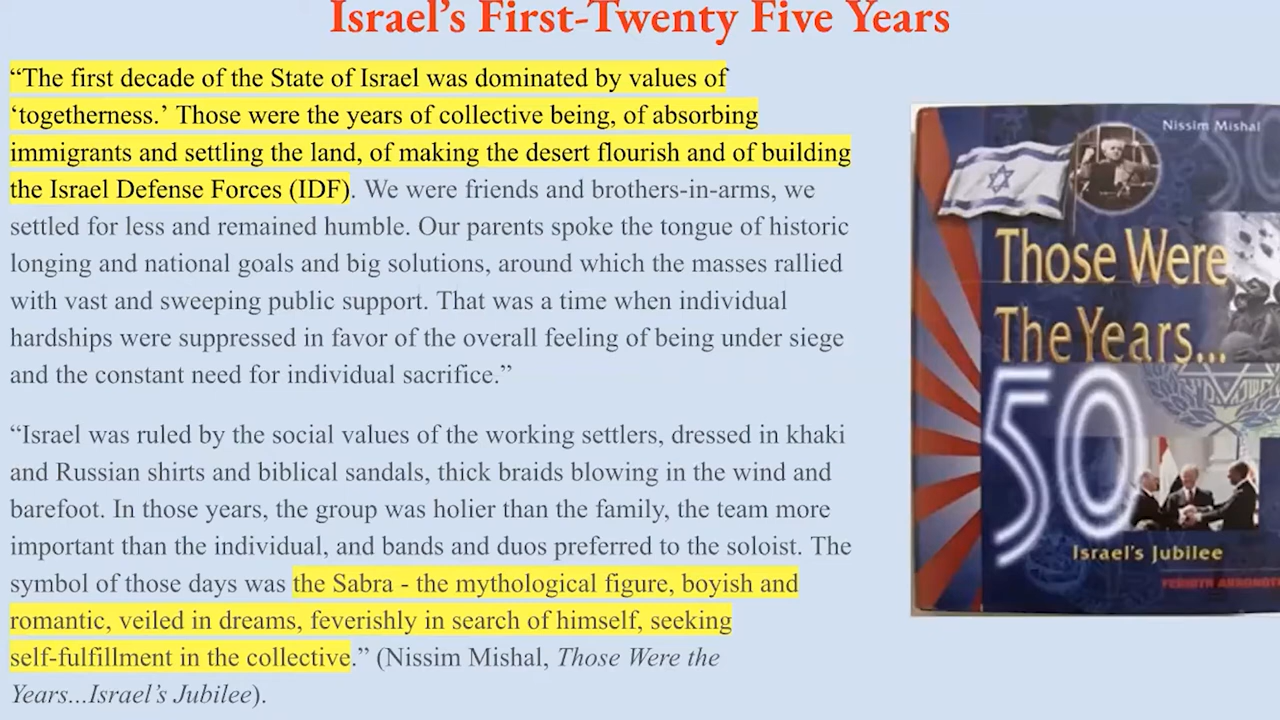 Israel’s First-Twenty Five Years
“The first decade of the State of Israel was dominated by values of
‘togetherness.’ Those were the years of collective being, of absorbing
immigrants and settling the land, of making the desert flourish and of building
the Israel Defense Forces (IDF). We were friends and brothers-in-arms, we
settled for less and remained humble. Our parents spoke the tongue of historic
longing and national goals and big solutions, around which the masses rallied
with vast and sweeping public support. That was a time when individual
hardships were suppressed in favor of the overall feeling of being under siege
and the constant need for individual sacrifice.”
“Israel was ruled by the social values of the working settlers, dressed in khaki
and Russian shirts and biblical sandals, thick braids blowing in the wind and
barefoot. In those years, the group was holier than the family, the team more
important than the individual, and bands and duos preferred to the soloist. The
symbol of those days was the Sabra - the mythological figure, boyish and
romantic, veiled in dreams, feverishly in search of himself, seeking
self-fulfillment in the collective.” (Nissim Mishal, Those Were the
Years...Israel’s Jubilee).
Nissim Mishal
Those Were
The Years...
50
Israel's Jubilee